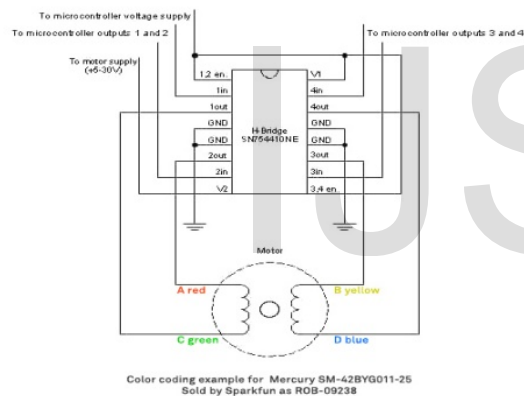 To microcontroller voltage supply
To microcontroller outputs 1 and 2
To microcontroller outputs 3 and 4
To motor supply
(+5-30V)
1,2 en.
V1
1in
4in
1out
4out
GND
GND
H-Bridge
SN754410NE
GND
GND
2out
3out
2in
3in
V2
3,4 en.
Motor
A red
B yellow
C green
D blue
Color coding example for Mercury SM-42BYG011-25
Sold by Sparkfun as ROB-09238